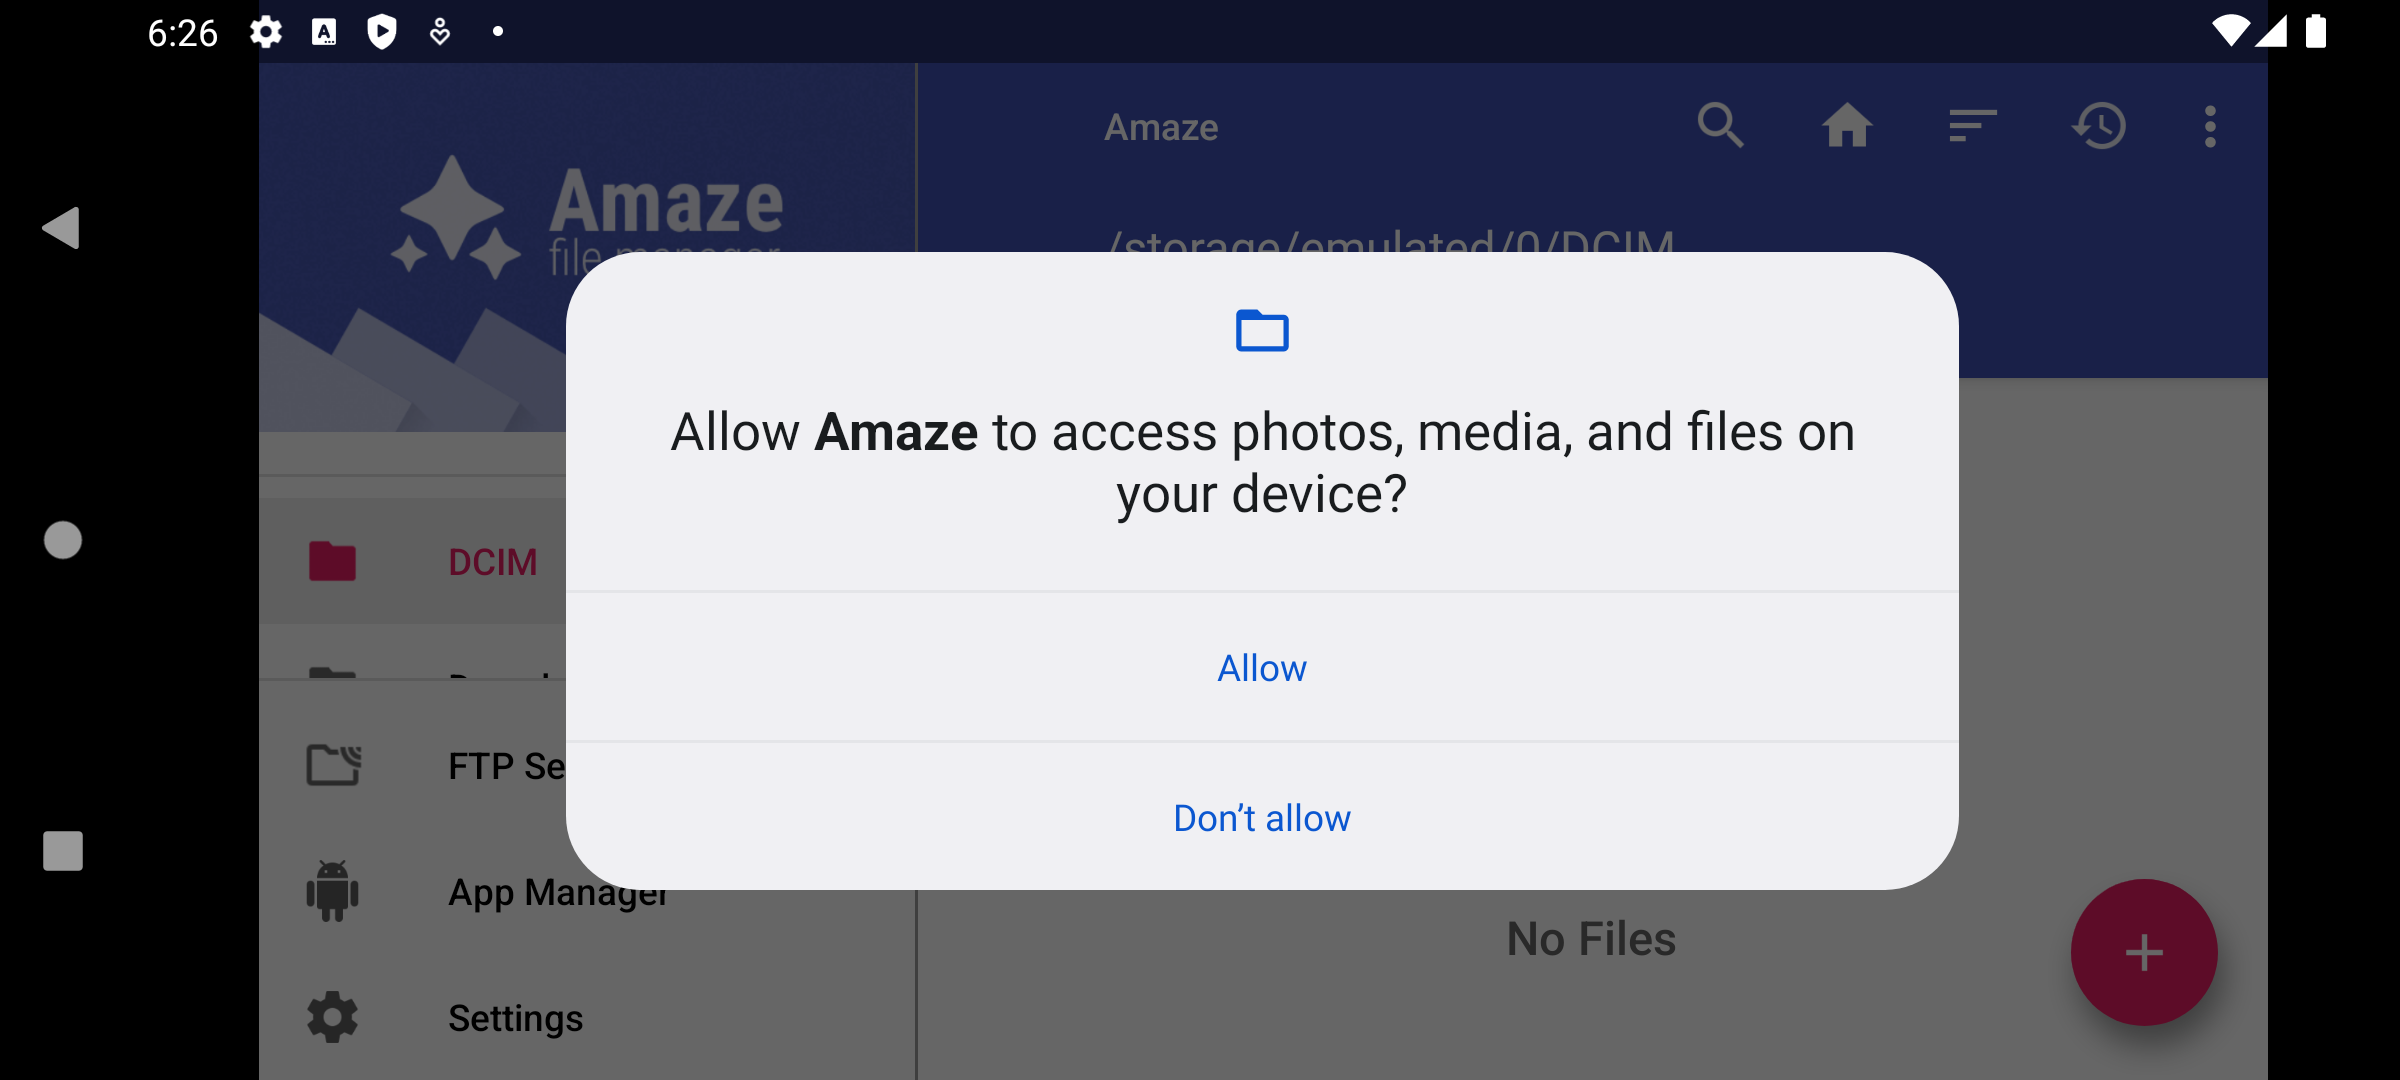 6:26
Amaze
Amaze
file manager
/storage/emulated/0/DCIM
Allow Amaze to access photos, media, and files on
your device?
DCIM
Allow
FTP Se
Don’t allow
App Manager
No Files
Settings